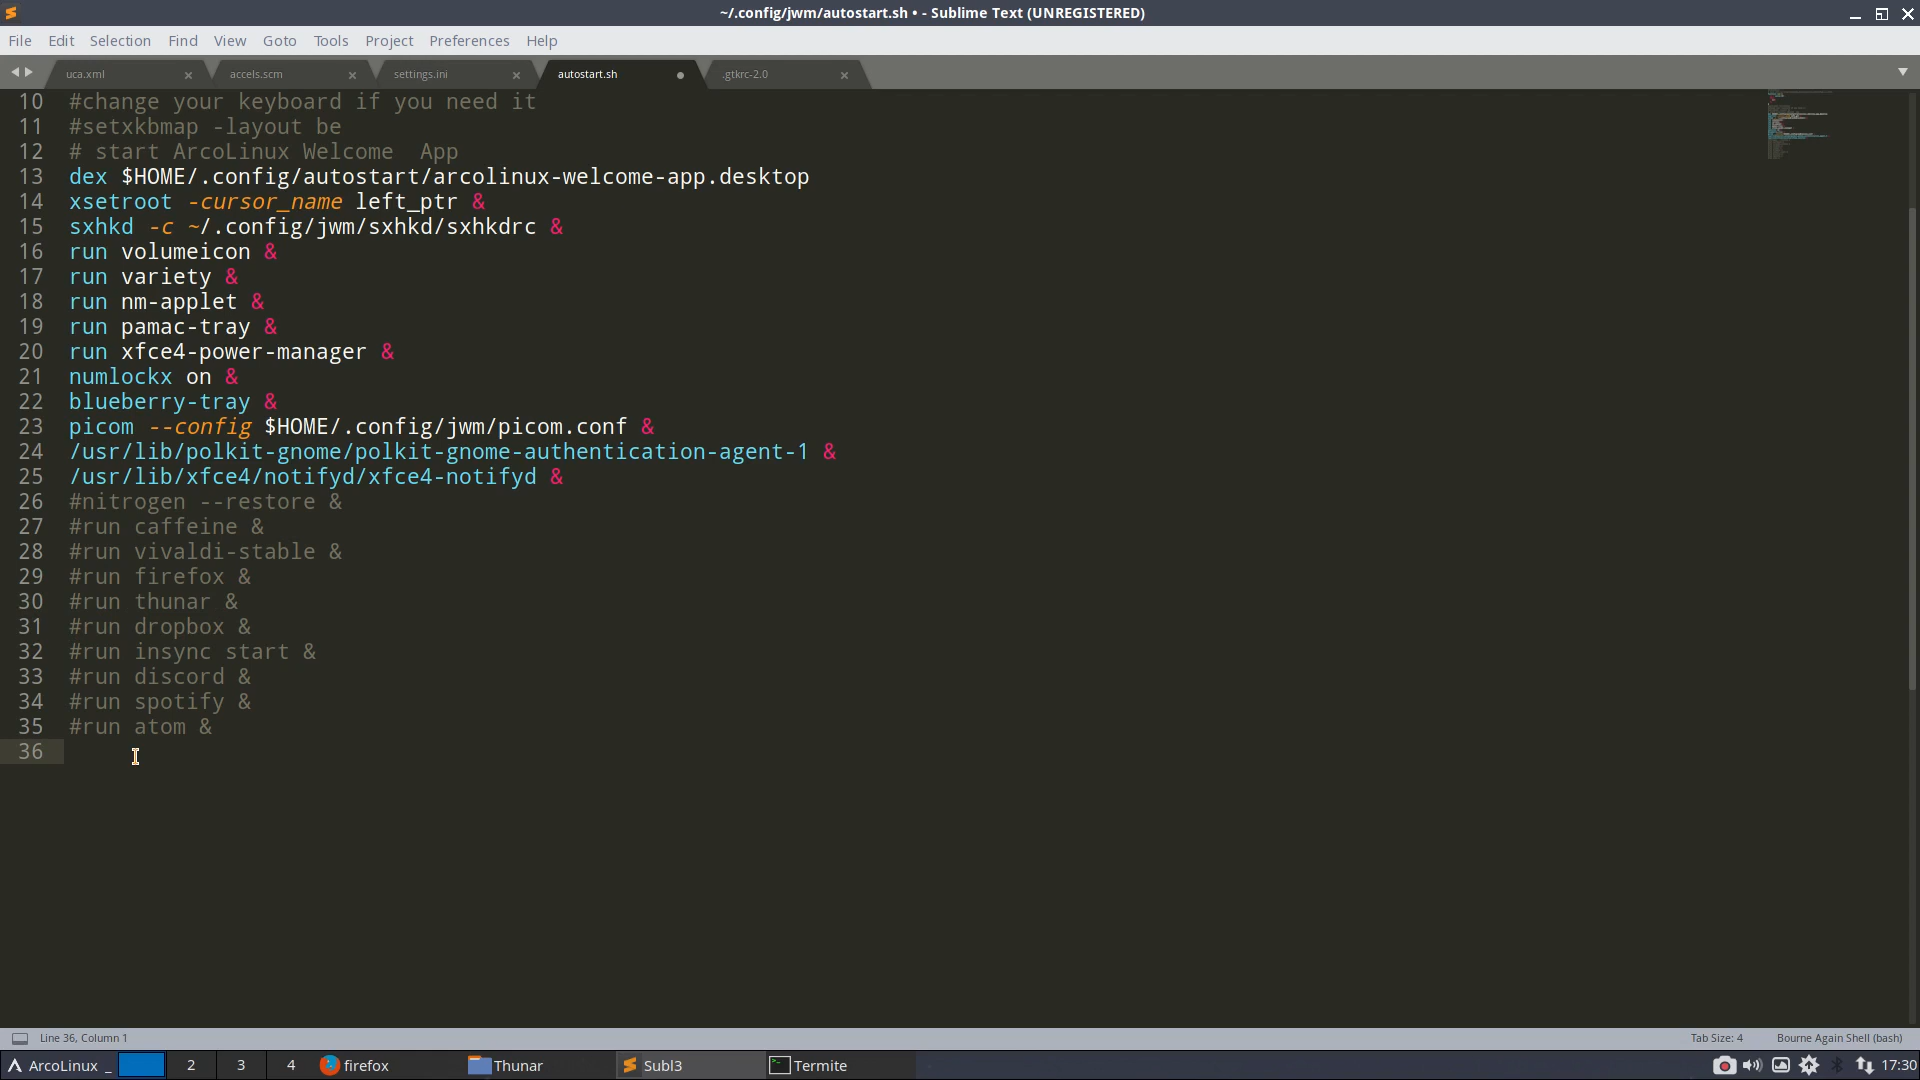 ~/.config/jwm/autostart.sh • - Sublime Text (UNREGISTERED)
File Edit Selection Find View Goto Tools Project Preferences Help
uca.xml accels.scm settings.ini autostart.sh .gtkrc-2.0
10 #change your keyboard if you need it
11 #setxkbmap -layout be
12 # start ArcoLinux Welcome  App
13 dex $HOME/.config/autostart/arcolinux-welcome-app.desktop
14 xsetroot -cursor_name left_ptr &
15 sxhkd -c ~/.config/jwm/sxhkd/sxhkdrc &
16 run volumeicon &
17 run variety &
18 run nm-applet &
19 run pamac-tray &
20 run xfce4-power-manager &
21 numlockx on &
22 blueberry-tray &
23 picom --config $HOME/.config/jwm/picom.conf &
24 /usr/lib/polkit-gnome/polkit-gnome-authentication-agent-1 &
25 /usr/lib/xfce4/notifyd/xfce4-notifyd &
26 #nitrogen --restore &
27 #run caffeine &
28 #run vivaldi-stable &
29 #run firefox &
30 #run thunar &
31 #run dropbox &
32 #run insync start &
33 #run discord &
34 #run spotify &
35 #run atom &
36
Line 36, Column 1 Tab Size: 4 Bourne Again Shell (bash)
ArcoLinux _ 2 3 4 firefox Thunar Subl3 Termite 17:30